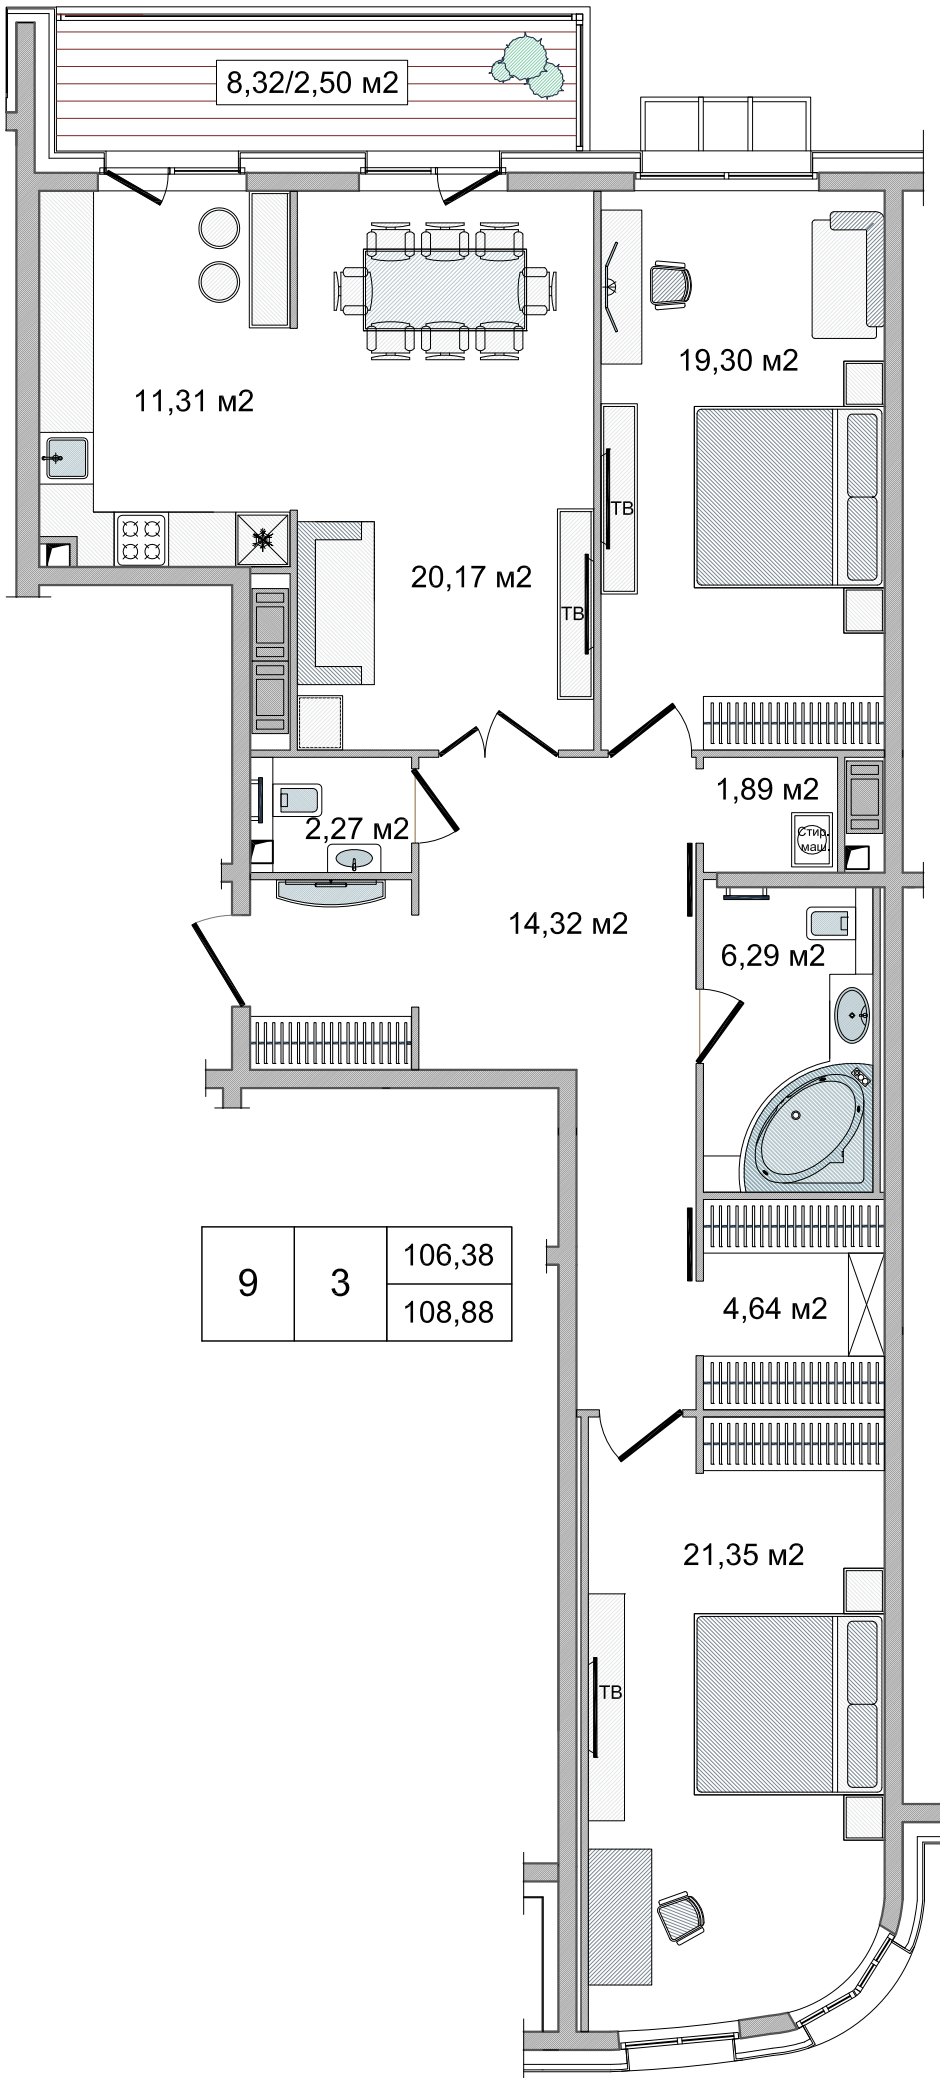 8,32/2,50 м2
19,30 м2
11,31 м2
ТВ
20,17 м2
ТВ
1,89 м2
Стир.
маш.
2,27 м2
14,32 м2
6,29 м2
9
3
106,38
108,88
4,64 м2
21,35 м2
ТВ